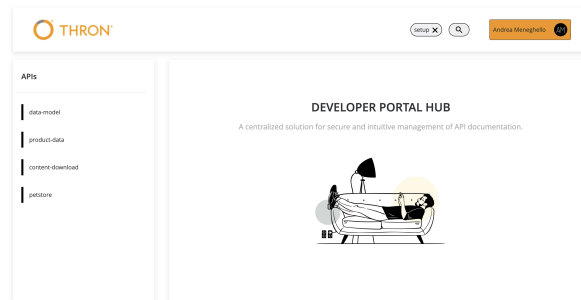 THRON
setup
Andrea Meneghello
AM
APIs
data-model
product-data
content-download
petstore
DEVELOPER PORTAL HUB
A centralized solution for secure and intuitive management of API documentation.